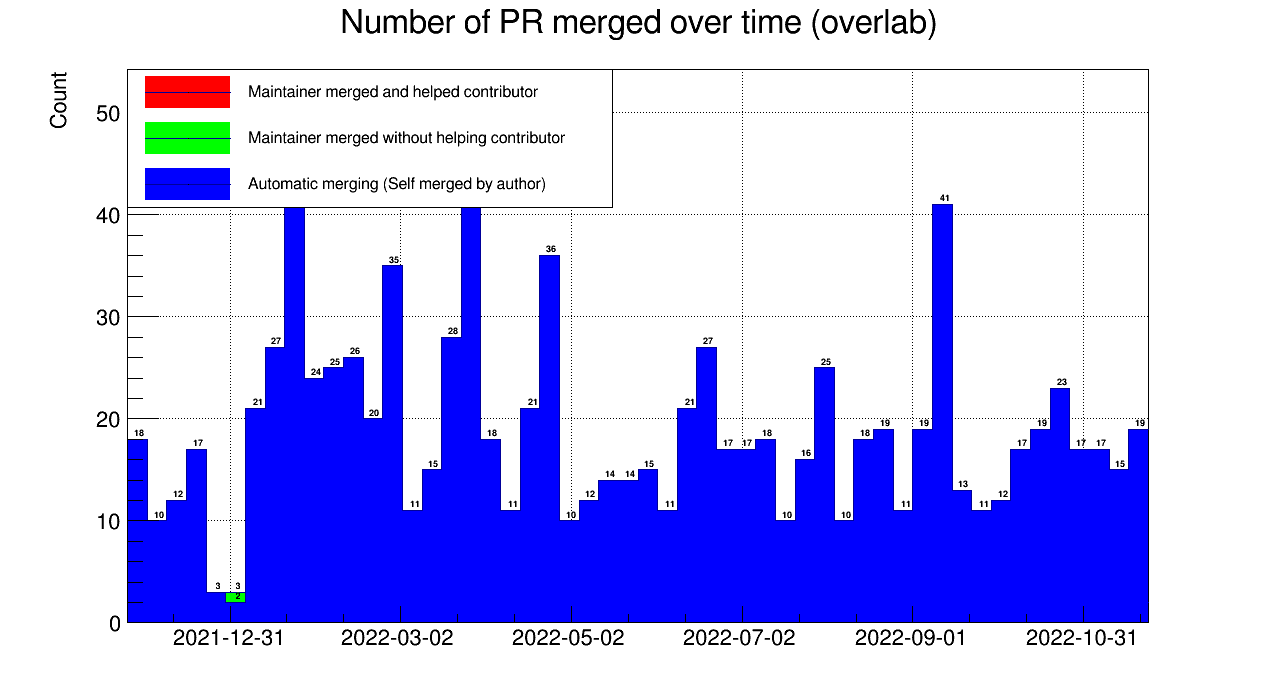 Number of PR merged over time (overlab)
Count
Maintainer merged and helped contributor
Maintainer merged without helping contributor
Automatic merging (Self merged by author)
50
40
30
20
10
0
18 10 12 17 3 3 2 21 27 24 25 26 20 35 11 15 28 18 11 21 36 10 12 14 14 15 11 21 27 17 17 18 10 16 25 10 18 19 11 19 41 13 11 12 17 19 23 17 17 15 19
2021-12-31 2022-03-02 2022-05-02 2022-07-02 2022-09-01 2022-10-31